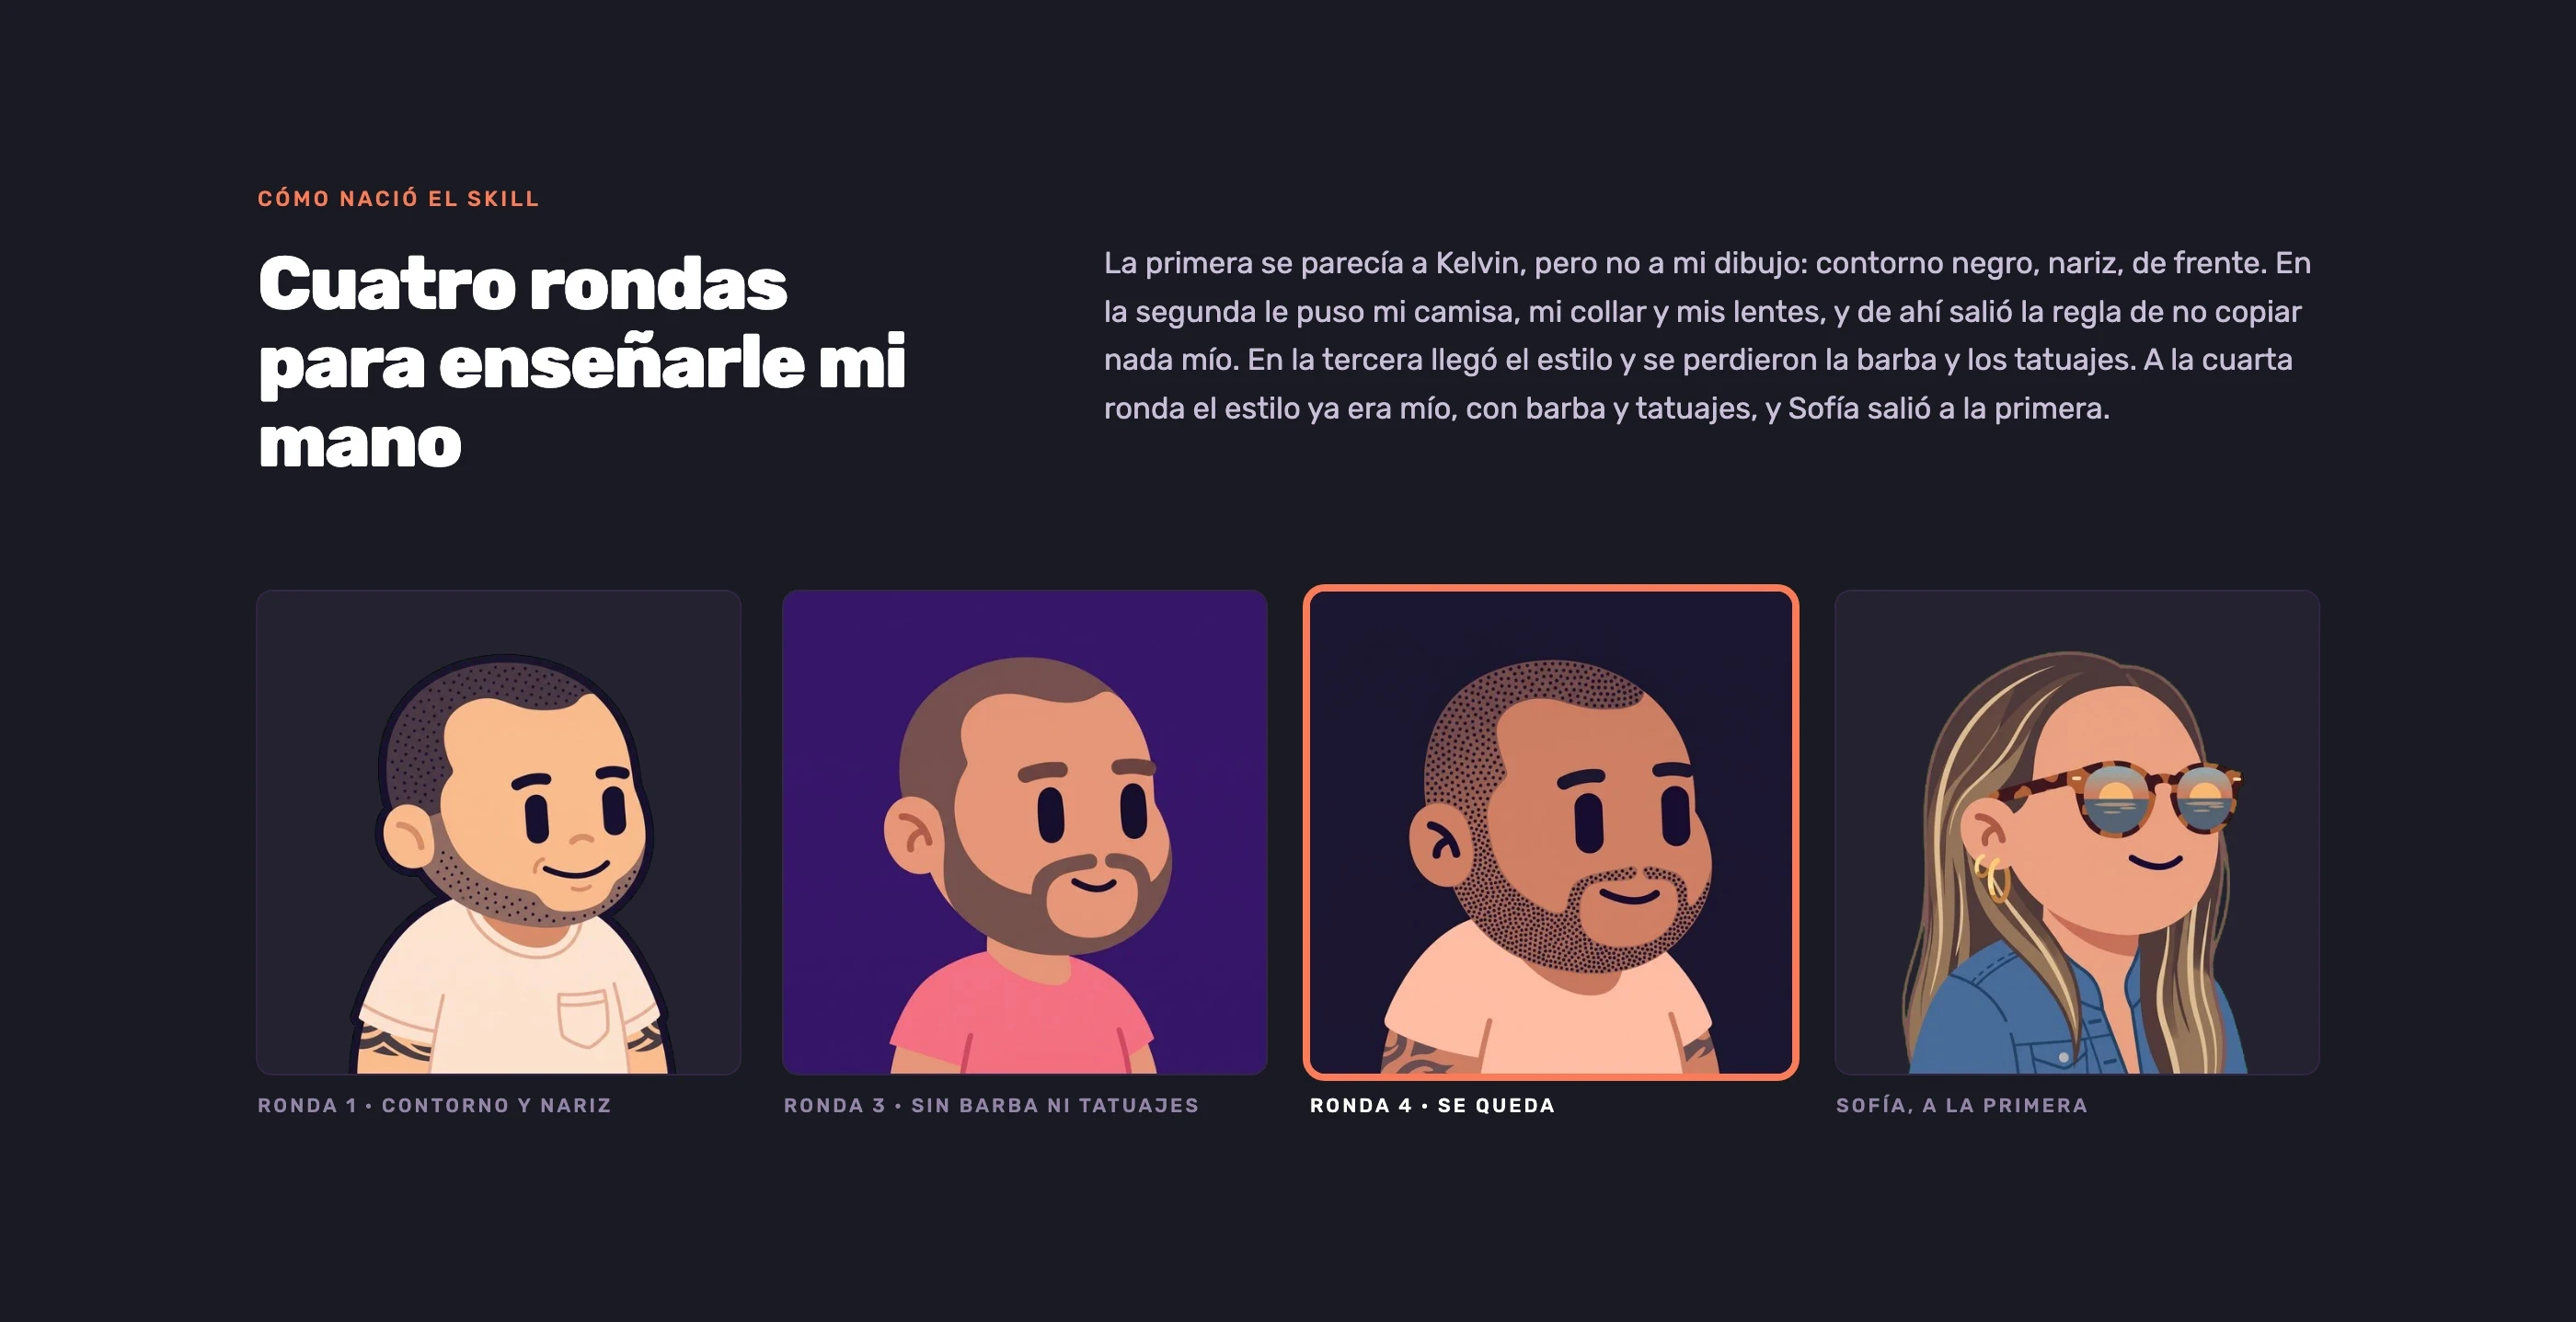 CÓMO NACIÓ EL SKILL
Cuatro rondas
para enseñarle mi
mano
La primera se parecía a Kelvin, pero no a mi dibujo: contorno negro, nariz, de frente. En
la segunda le puso mi camisa, mi collar y mis lentes, y de ahí salió la regla de no copiar
nada mío. En la tercera llegó el estilo y se perdieron la barba y los tatuajes. A la cuarta
ronda el estilo ya era mío, con barba y tatuajes, y Sofía salió a la primera.
RONDA 1 · CONTORNO Y NARIZ
RONDA 3 · SIN BARBA NI TATUAJES
RONDA 4 · SE QUEDA
SOFÍA, A LA PRIMERA